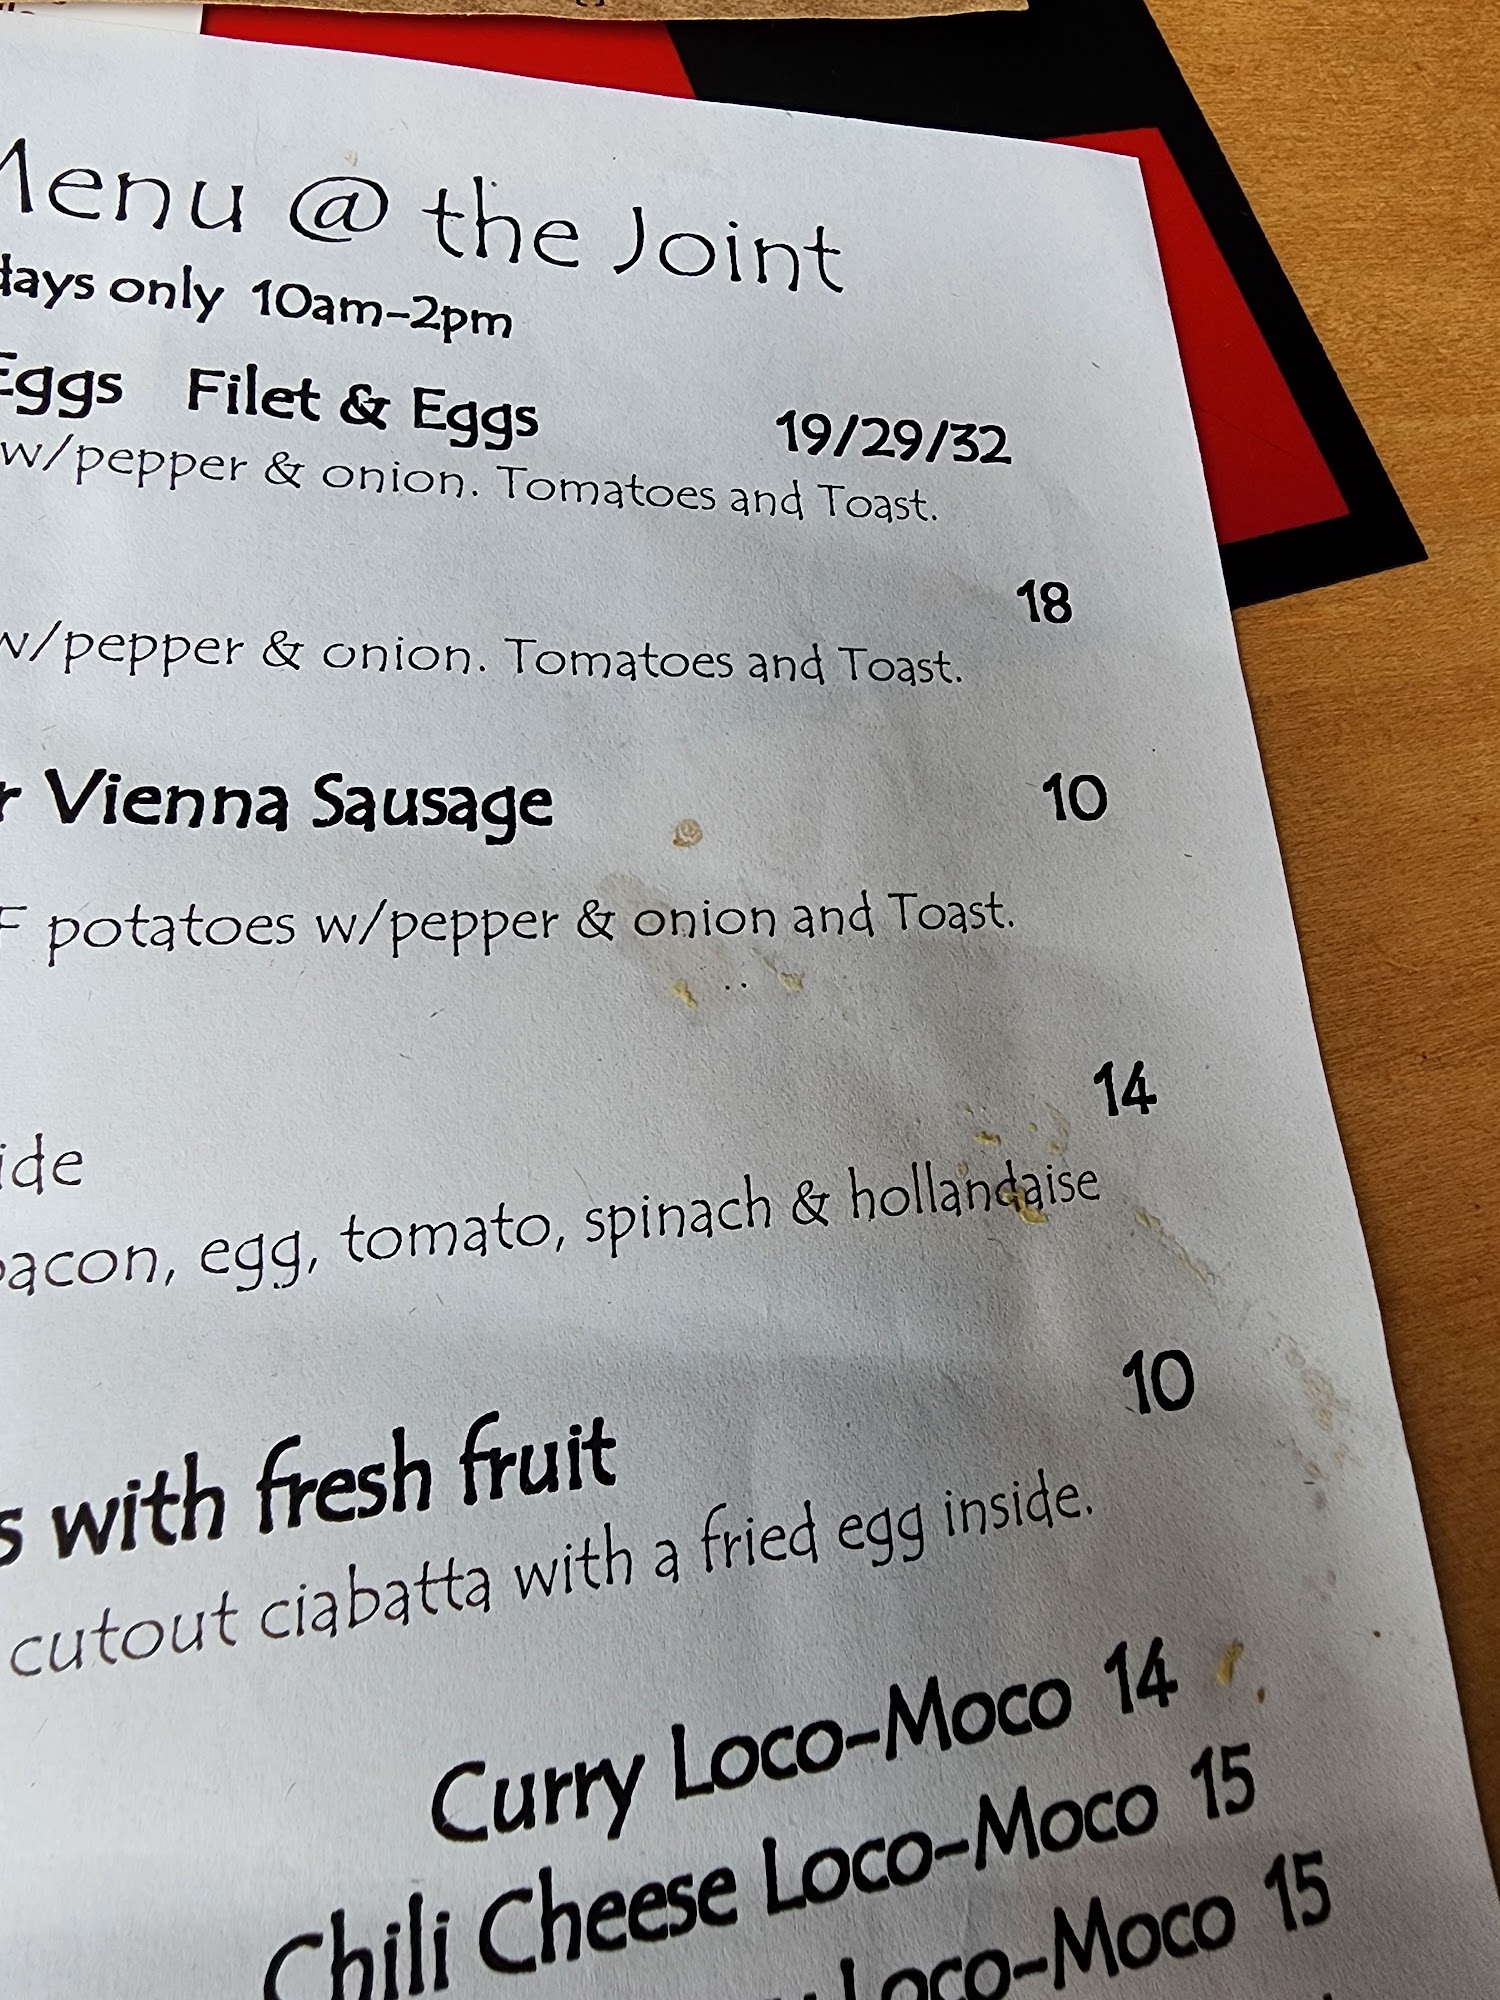 Menu @ the Joint
days only 10am-2pm
Eggs Filet & Eggs 19/29/32
w/pepper & onion. Tomatoes and Toast.
18
w/pepper & onion. Tomatoes and Toast.
Vienna Sausage 10
potatoes w/pepper & onion and Toast.
14
bacon, egg, tomato, spinach & hollandaise
10
with fresh fruit
cutout ciabatta with a fried egg inside.
Curry Loco-Moco 14
Chili Cheese Loco-Moco 15
Loco-Moco 15